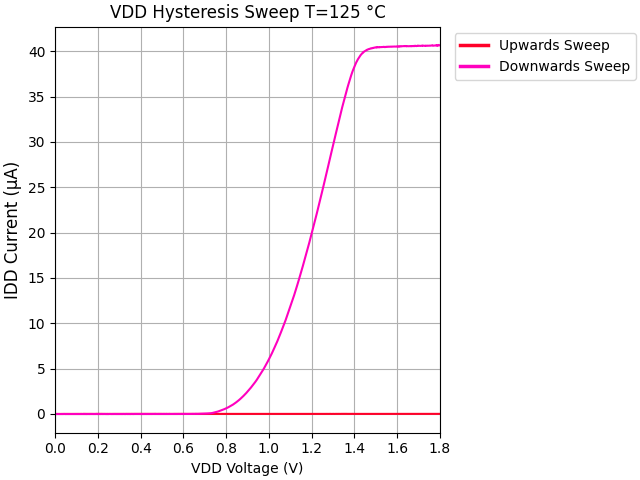 VDD Hysteresis Sweep T=125 °C
Upwards Sweep
Downwards Sweep
IDD Current (μA)
40
35
30
25
20
15
10
5
0
0.0 0.2 0.4 0.6 0.8 1.0 1.2 1.4 1.6 1.8
VDD Voltage (V)